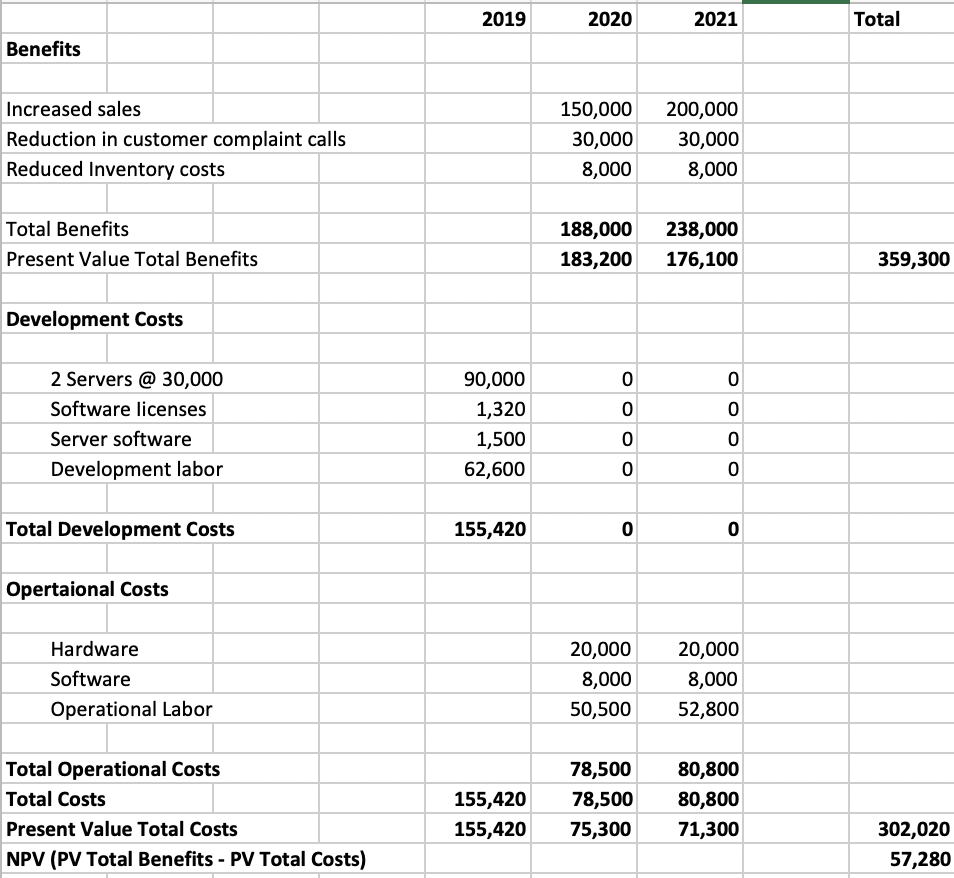 2019 2020 2021 Total
Benefits
Increased sales 150,000 200,000
Reduction in customer complaint calls 30,000 30,000
Reduced Inventory costs 8,000 8,000
Total Benefits 188,000 238,000
Present Value Total Benefits 183,200 176,100 359,300
Development Costs
2 Servers @ 30,000 90,000 0 0
Software licenses 1,320 0 0
Server software 1,500 0 0
Development labor 62,600 0 0
Total Development Costs 155,420 0 0
Opertaional Costs
Hardware 20,000 20,000
Software 8,000 8,000
Operational Labor 50,500 52,800
Total Operational Costs 78,500 80,800
Total Costs 155,420 78,500 80,800
Present Value Total Costs 155,420 75,300 71,300 302,020
NPV (PV Total Benefits - PV Total Costs) 57,280